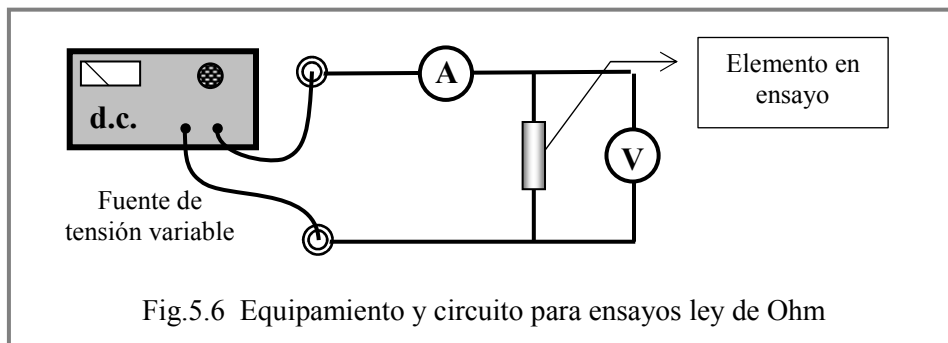 d.c.
Fuente de
tensión variable
A
V
Elemento en
ensayo
Fig.5.6 Equipamiento y circuito para ensayos ley de Ohm